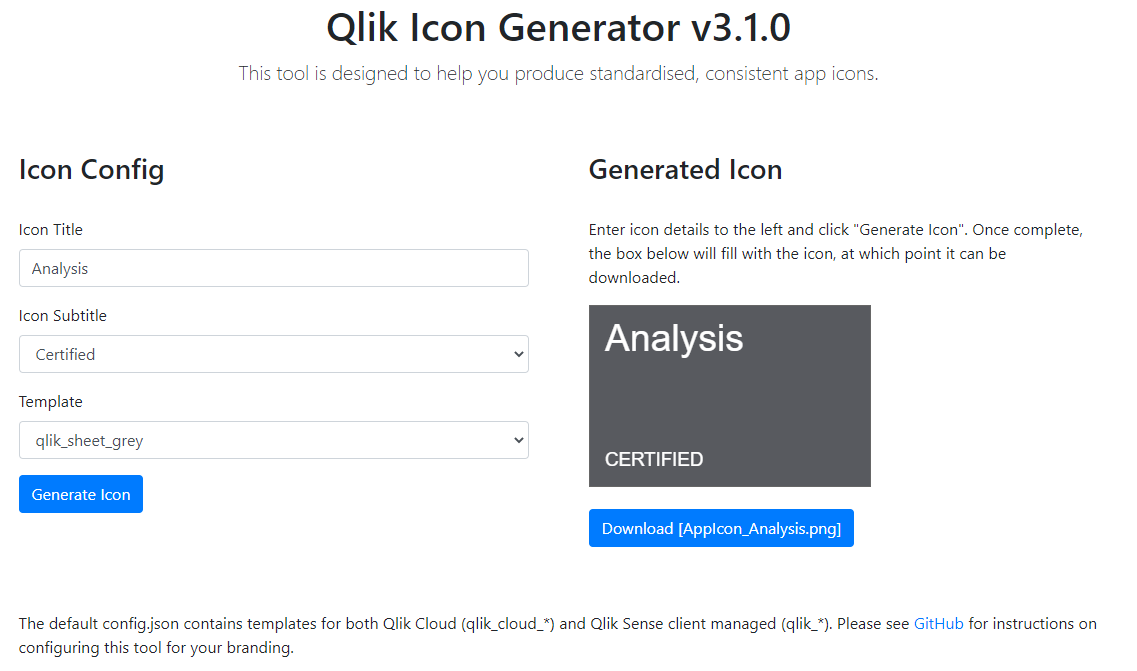 Qlik Icon Generator v3.1.0
This tool is designed to help you produce standardised, consistent app icons.
Icon Config
Icon Title
Analysis
Icon Subtitle
Certified
Template
qlik_sheet_grey
Generate Icon
Generated Icon
Enter icon details to the left and click "Generate Icon". Once complete,
the box below will fill with the icon, at which point it can be
downloaded.
Analysis
CERTIFIED
Download [AppIcon_Analysis.png]
The default config.json contains templates for both Qlik Cloud (qlik_cloud_*) and Qlik Sense client managed (qlik_*). Please see GitHub for instructions on
configuring this tool for your branding.